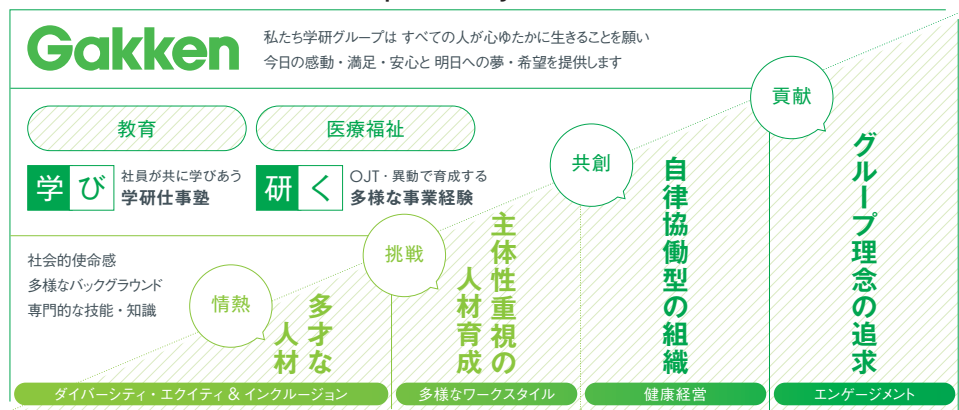 Gakken
私たち学研グループは すべての人が心ゆたかに生きることを願い
今日の感動・満足・安心と 明日への夢・希望を提供します
教育
医療福祉
学び
社員が共に学びあう
学研仕事塾
研く
OJT・異動で育成する
多様な事業経験
社会的使命感
多様なバックグラウンド
専門的な技能・知識
情熱
多才な
人材
挑戦
主体性重視の
人材育成
共創
自律協働型の組織
貢献
グループ理念の追求
ダイバーシティ・エクイティ & インクルージョン
多様なワークスタイル
健康経営
エンゲージメント